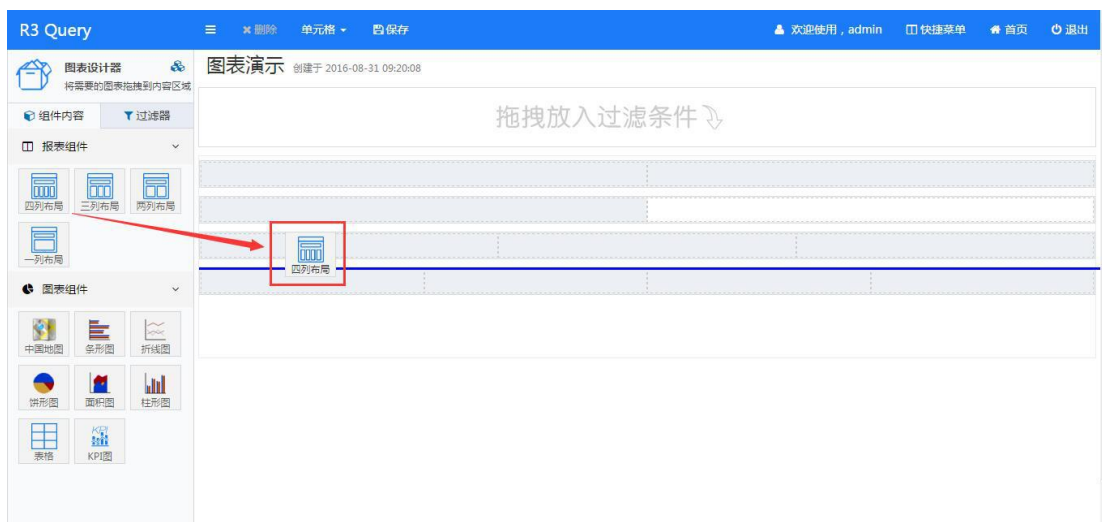 R3 Query ☰ ✖ 删除 单元格 保存 欢迎使用，admin 快捷菜单 首页 退出
图表设计器
将需要的图表拖拽到内容区域
图表演示 创建于 2016-08-31 09:20:08
组件内容 过滤器
拖拽放入过滤条件
报表组件
四列布局 三列布局 两列布局
一列布局
四列布局
图表组件
中国地图 条形图 折线图
饼形图 面积图 柱形图
KPI
表格 KPI图